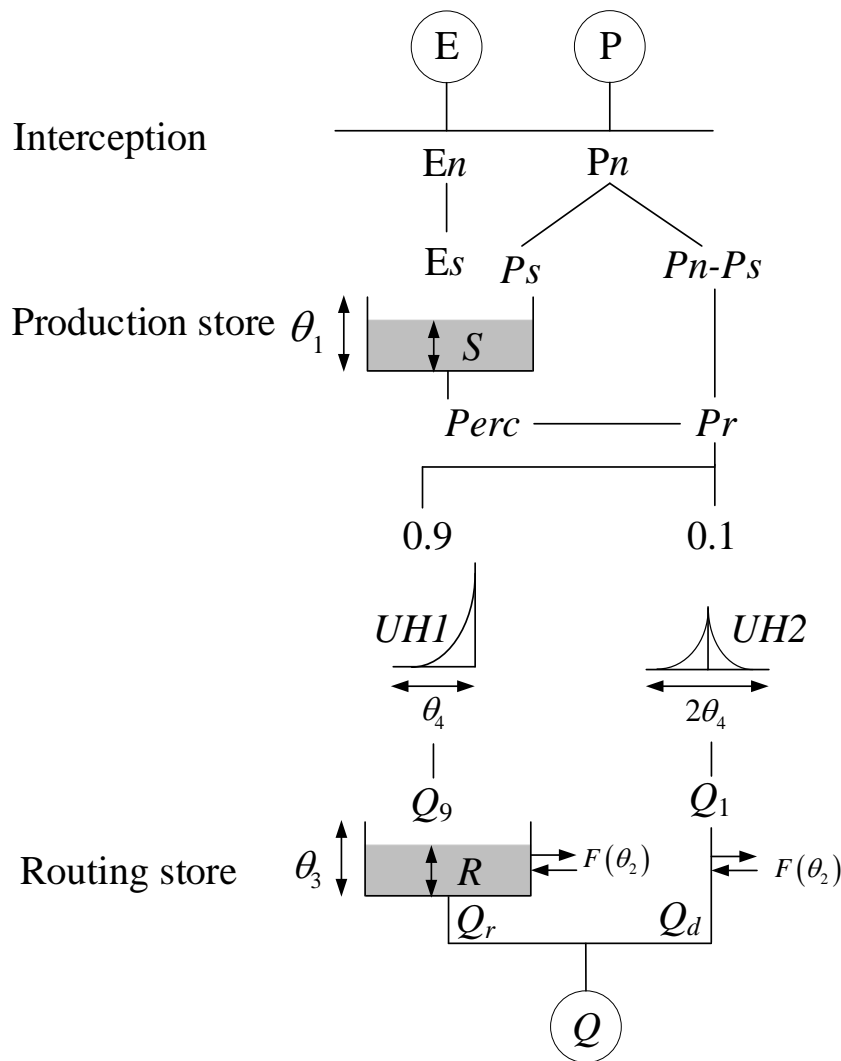 E P
Interception
En Pn
Es Ps Pn-Ps
Production store θ₁ S
Perc Pr
0.9 0.1
UH1 UH2
θ₄ 2θ₄
Q₉ Q₁
Routing store θ₃ R F(θ₂) F(θ₂)
Qᵣ Q_d
Q